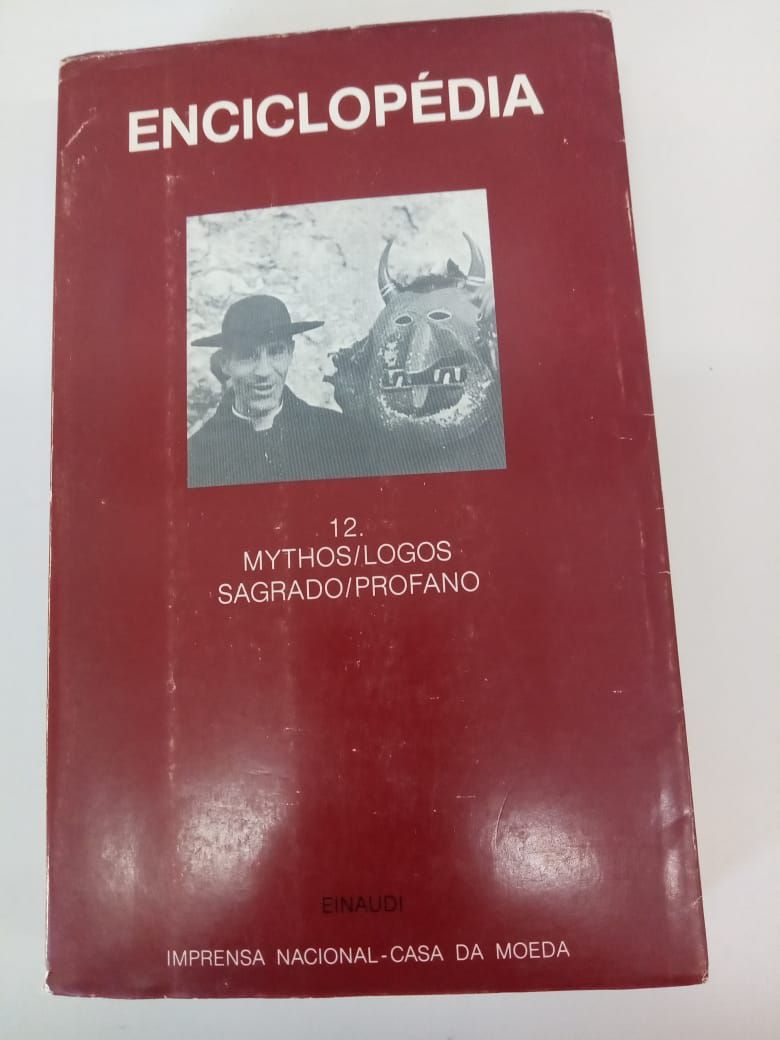 ENCICLOPÉDIA
12.
MYTHOS/LOGOS
SAGRADO/PROFANO
EINAUDI
IMPRENSA NACIONAL-CASA DA MOEDA